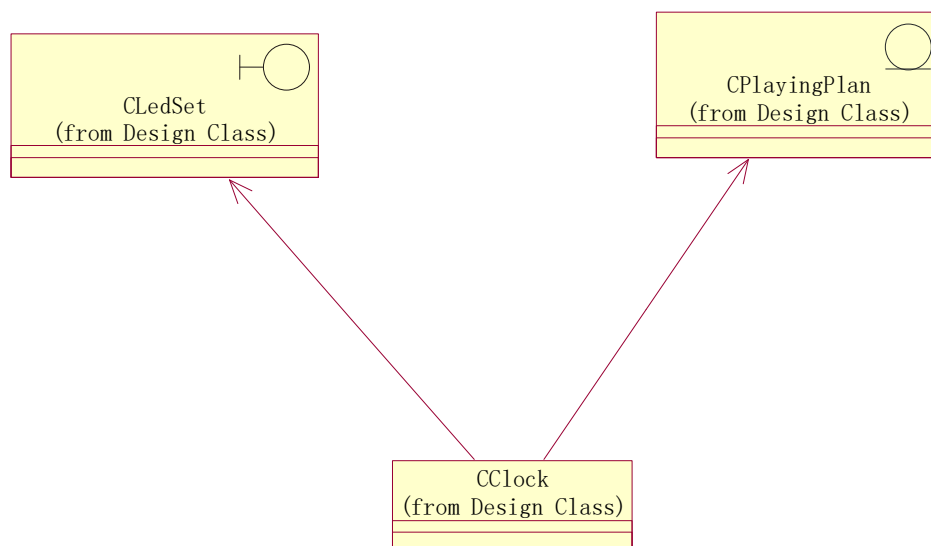 CLedSet
(from Design Class)
CPlayingPlan
(from Design Class)
CClock
(from Design Class)